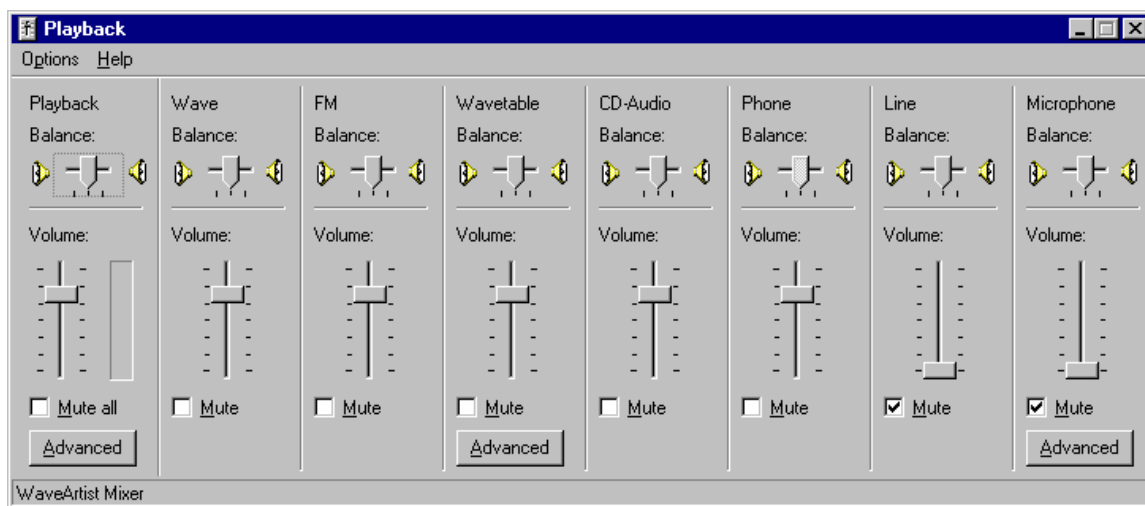 Playback
Options Help
Playback Wave FM Wavetable CD-Audio Phone Line Microphone
Balance: Balance: Balance: Balance: Balance: Balance: Balance: Balance:
Volume: Volume: Volume: Volume: Volume: Volume: Volume: Volume:
Mute all Mute Mute Mute Mute Mute Mute Mute
Advanced Advanced Advanced
WaveArtist Mixer